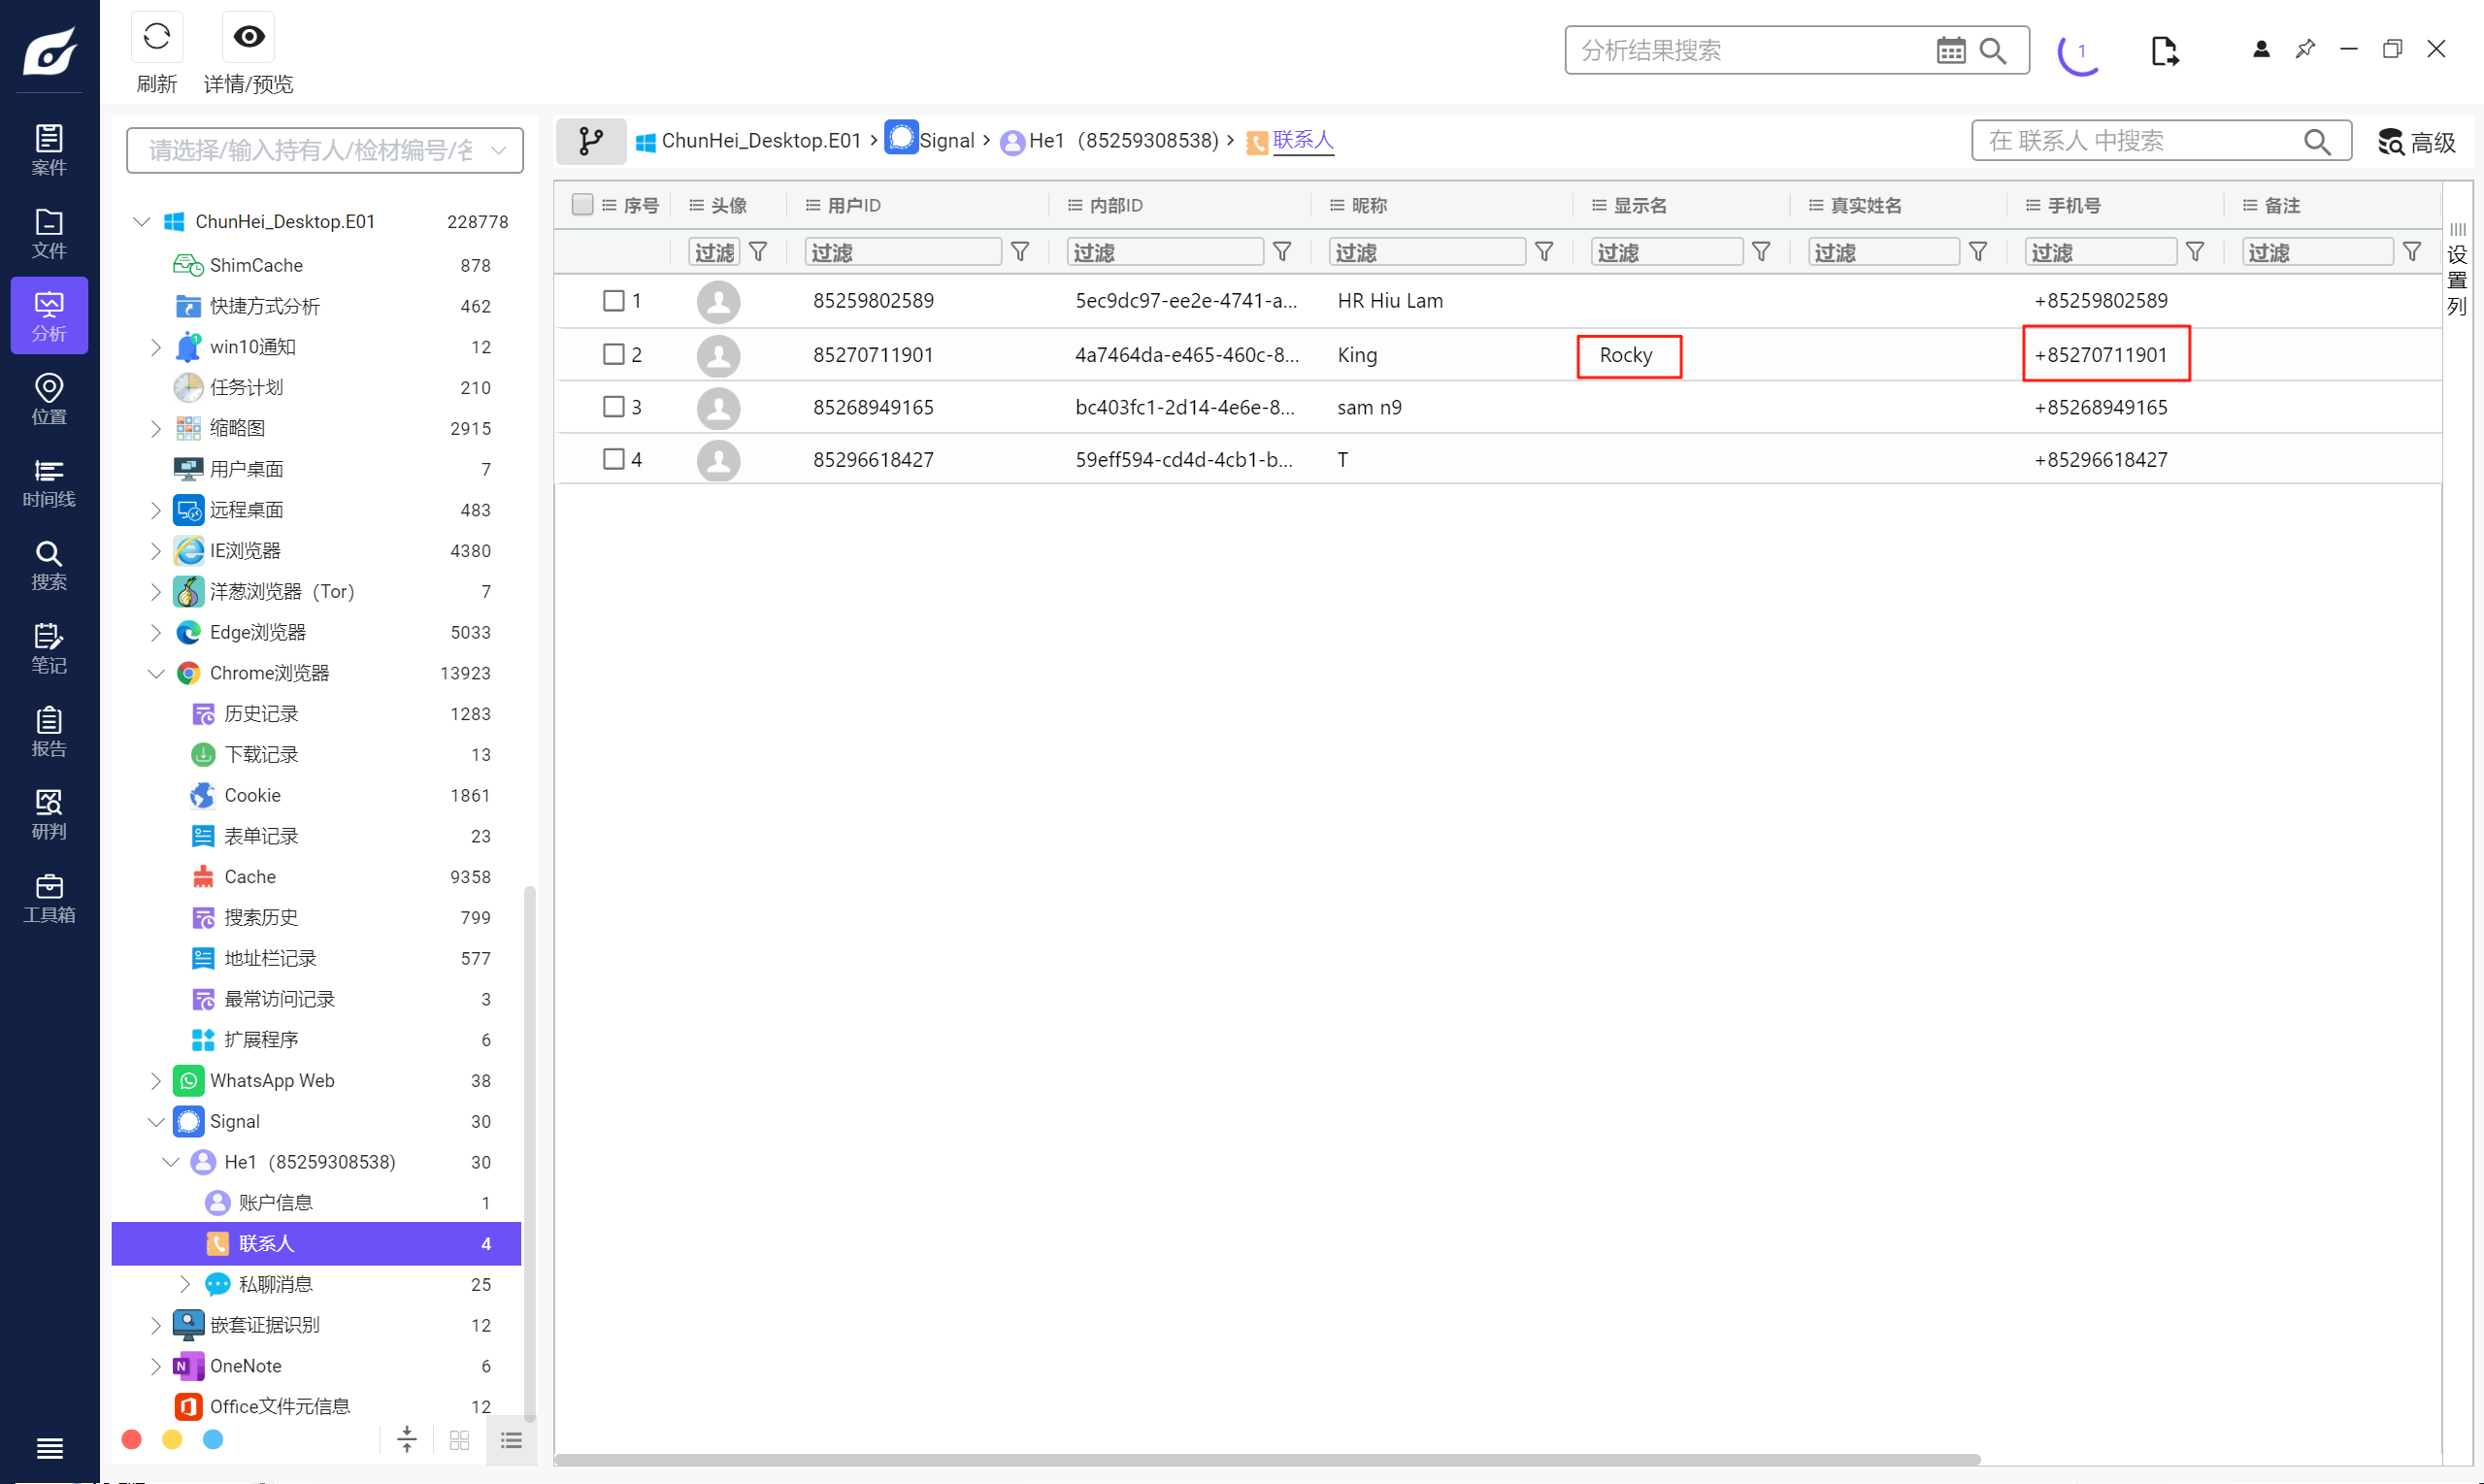 刷新
详情/预览
分析结果搜索
1
案件
文件
分析
位置
时间线
搜索
笔记
报告
研判
工具箱
请选择/输入持有人/检材编号/名
ChunHei_Desktop.E01 228778
ShimCache 878
快捷方式分析 462
win10通知 12
任务计划 210
缩略图 2915
用户桌面 7
远程桌面 483
IE浏览器 4380
洋葱浏览器（Tor） 7
Edge浏览器 5033
Chrome浏览器 13923
历史记录 1283
下载记录 13
Cookie 1861
表单记录 23
Cache 9358
搜索历史 799
地址栏记录 577
最常访问记录 3
扩展程序 6
WhatsApp Web 38
Signal 30
He1（85259308538） 30
账户信息 1
联系人 4
私聊消息 25
嵌套证据识别 12
OneNote 6
Office文件元信息 12
ChunHei_Desktop.E01 › Signal › He1（85259308538） › 联系人
在 联系人 中搜索
高级
序号 头像 用户ID 内部ID 昵称 显示名 真实姓名 手机号 备注
过滤 过滤 过滤 过滤 过滤 过滤 过滤 过滤
1 85259802589 5ec9dc97-ee2e-4741-a... HR Hiu Lam +85259802589
2 85270711901 4a7464da-e465-460c-8... King Rocky +85270711901
3 85268949165 bc403fc1-2d14-4e6e-8... sam n9 +85268949165
4 85296618427 59eff594-cd4d-4cb1-b... T +85296618427
设置列